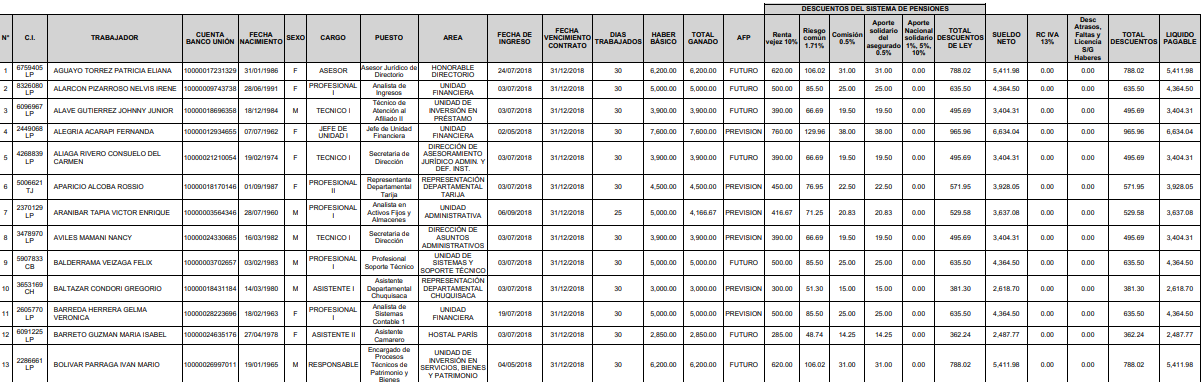 DESCUENTOS DEL SISTEMA DE PENSIONES
N° C.I. TRABAJADOR CUENTA BANCO UNIÓN FECHA NACIMIENTO SEXO CARGO PUESTO AREA FECHA DE INGRESO FECHA VENCIMIENTO CONTRATO DIAS TRABAJADOS HABER BÁSICO TOTAL GANADO AFP Renta vejez 10% Riesgo común 1.71% Comisión 0.5% Aporte solidario del asegurado 0.5% Aporte Nacional solidario 1%, 5%, 10% TOTAL DESCUENTOS DE LEY SUELDO NETO RC IVA 13% Desc Atrasos, Faltas y Licencia S/G Haberes TOTAL DESCUENTOS LIQUIDO PAGABLE
1 6759405 LP AGUAYO TORREZ PATRICIA ELIANA 10000017231329 31/01/1986 F ASESOR Asesor Jurídico de Directorio HONORABLE DIRECTORIO 24/07/2018 31/12/2018 30 6,200.00 6,200.00 FUTURO 620.00 106.02 31.00 31.00 0.00 788.02 5,411.98 0.00 0.00 788.02 5,411.98
2 8326080 LP ALARCON PIZARROSO NELVIS IRENE 10000009743738 28/06/1991 F PROFESIONAL I Analista de Ingresos UNIDAD FINANCIERA 03/07/2018 31/12/2018 30 5,000.00 5,000.00 FUTURO 500.00 85.50 25.00 25.00 0.00 635.50 4,364.50 0.00 0.00 635.50 4,364.50
3 6096967 LP ALAVE GUTIERREZ JOHNNY JUNIOR 10000018696358 18/12/1984 M TECNICO I Técnico de Atención al Afiliado II UNIDAD DE INVERSIÓN EN PRÉSTAMO 03/07/2018 31/12/2018 30 3,900.00 3,900.00 FUTURO 390.00 66.69 19.50 19.50 0.00 495.69 3,404.31 0.00 0.00 495.69 3,404.31
4 2449068 LP ALEGRIA ACARAPI FERNANDA 10000012934655 07/07/1962 F JEFE DE UNIDAD I Jefe de Unidad Financiera UNIDAD FINANCIERA 02/05/2018 31/12/2018 30 7,600.00 7,600.00 PREVISION 760.00 129.96 38.00 38.00 0.00 965.96 6,634.04 0.00 0.00 965.96 6,634.04
5 4268839 LP ALIAGA RIVERO CONSUELO DEL CARMEN 10000021210054 19/02/1974 F TECNICO I Secretaria de Dirección DIRECCIÓN DE ASESORAMIENTO JURÍDICO ADMIN. Y DEF. INST. 03/07/2018 31/12/2018 30 3,900.00 3,900.00 FUTURO 390.00 66.69 19.50 19.50 0.00 495.69 3,404.31 0.00 0.00 495.69 3,404.31
6 5006621 TJ APARICIO ALCOBA ROSSIO 10000018170146 01/09/1987 F PROFESIONAL II Representante Departamental Tarija REPRESENTACIÓN DEPARTAMENTAL TARIJA 03/07/2018 31/12/2018 30 4,500.00 4,500.00 PREVISION 450.00 76.95 22.50 22.50 0.00 571.95 3,928.05 0.00 0.00 571.95 3,928.05
7 2370129 LP ARANIBAR TAPIA VICTOR ENRIQUE 10000003564346 28/07/1960 M PROFESIONAL I Analista en Activos Fijos y Almacenes UNIDAD ADMINISTRATIVA 06/09/2018 31/12/2018 25 5,000.00 4,166.67 PREVISION 416.67 71.25 20.83 20.83 0.00 529.58 3,637.08 0.00 0.00 529.58 3,637.08
8 3478970 LP AVILES MAMANI NANCY 10000024330685 16/03/1982 M TECNICO I Secretaria de Dirección DIRECCIÓN DE ASUNTOS ADMINISTRATIVOS 03/07/2018 31/12/2018 30 3,900.00 3,900.00 PREVISION 390.00 66.69 19.50 19.50 0.00 495.69 3,404.31 0.00 0.00 495.69 3,404.31
9 5907833 CB BALDERRAMA VEIZAGA FELIX 10000003702657 03/02/1983 M PROFESIONAL I Profesional Soporte Técnico UNIDAD DE SISTEMAS Y SOPORTE TÉCNICO 03/07/2018 31/12/2018 30 5,000.00 5,000.00 PREVISION 500.00 85.50 25.00 25.00 0.00 635.50 4,364.50 0.00 0.00 635.50 4,364.50
10 3653169 CH BALTAZAR CONDORI GREGORIO 10000018431184 14/03/1980 M ASISTENTE I Asistente Departamental Chuquisaca REPRESENTACIÓN DEPARTAMENTAL CHUQUISACA 03/07/2018 31/12/2018 30 3,000.00 3,000.00 PREVISION 300.00 51.30 15.00 15.00 0.00 381.30 2,618.70 0.00 0.00 381.30 2,618.70
11 2605770 LP BARREDA HERRERA GELMA VERONICA 10000028223696 18/02/1963 F PROFESIONAL I Analista de Sistemas Contable 1 UNIDAD FINANCIERA 19/07/2018 31/12/2018 30 5,000.00 5,000.00 PREVISION 500.00 85.50 25.00 25.00 0.00 635.50 4,364.50 0.00 0.00 635.50 4,364.50
12 6091225 LP BARRETO GUZMAN MARIA ISABEL 10000024635176 27/04/1978 F ASISTENTE II Asistente Camarero HOSTAL PARÍS 03/07/2018 31/12/2018 30 2,850.00 2,850.00 FUTURO 285.00 48.74 14.25 14.25 0.00 362.24 2,487.77 0.00 0.00 362.24 2,487.77
13 2286661 LP BOLIVAR PARRAGA IVAN MARIO 10000026997011 19/01/1965 M RESPONSABLE Encargado de Procesos Técnicos de Patrimonio y Bienes UNIDAD DE INVERSIÓN EN SERVICIOS, BIENES Y PATRIMONIO 04/05/2018 31/12/2018 30 6,200.00 6,200.00 FUTURO 620.00 106.02 31.00 31.00 0.00 788.02 5,411.98 0.00 0.00 788.02 5,411.98